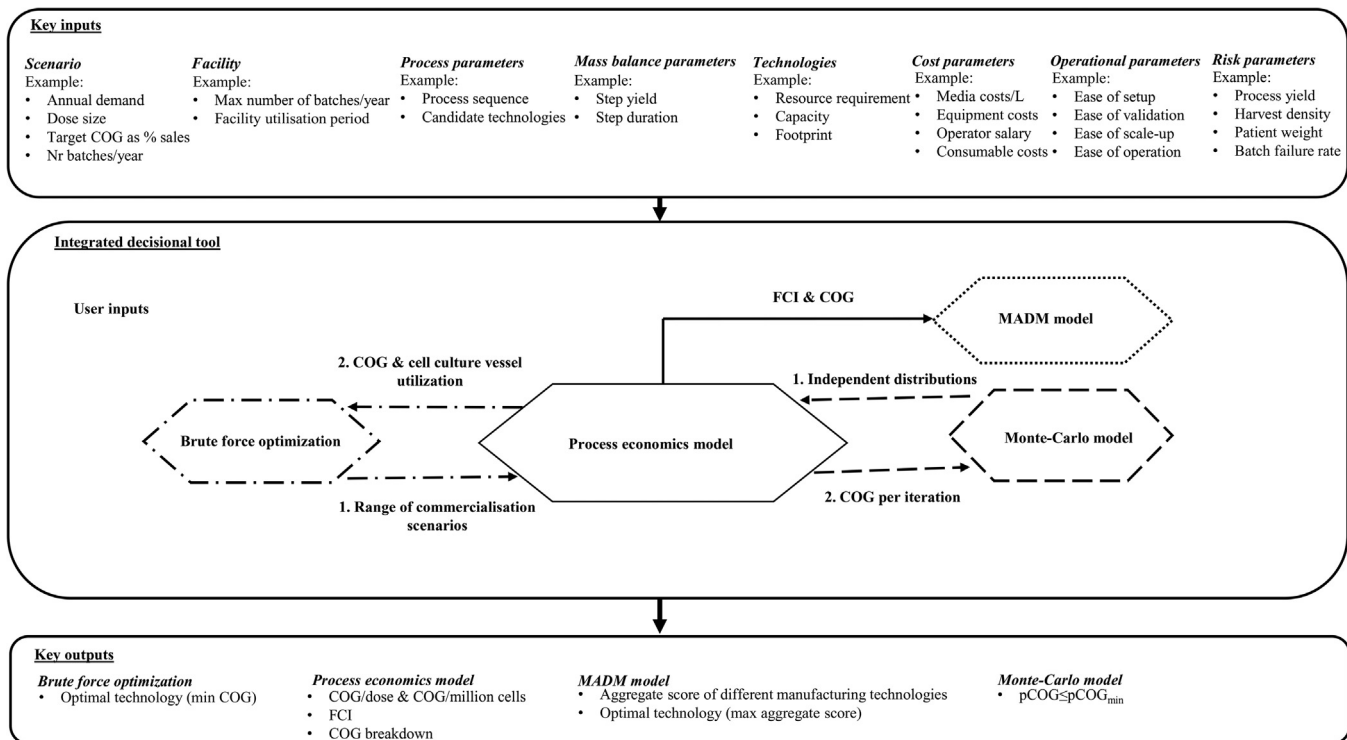 Key inputs
Scenario
Example:
• Annual demand
• Dose size
• Target COG as % sales
• Nr batches/year
Facility
Example:
• Max number of batches/year
• Facility utilisation period
Process parameters
Example:
• Process sequence
• Candidate technologies
Mass balance parameters
Example:
• Step yield
• Step duration
Technologies
Example:
• Resource requirement
• Capacity
• Footprint
Cost parameters
Example:
• Media costs/L
• Equipment costs
• Operator salary
• Consumable costs
Operational parameters
Example:
• Ease of setup
• Ease of validation
• Ease of scale-up
• Ease of operation
Risk parameters
Example:
• Process yield
• Harvest density
• Patient weight
• Batch failure rate
Integrated decisional tool
User inputs
FCI & COG
MADM model
2. COG & cell culture vessel
utilization
1. Independent distributions
Brute force optimization
Process economics model
Monte-Carlo model
1. Range of commercialisation
scenarios
2. COG per iteration
Key outputs
Brute force optimization
• Optimal technology (min COG)
Process economics model
• COG/dose & COG/million cells
• FCI
• COG breakdown
MADM model
• Aggregate score of different manufacturing technologies
• Optimal technology (max aggregate score)
Monte-Carlo model
• pCOG≤pCOGmin